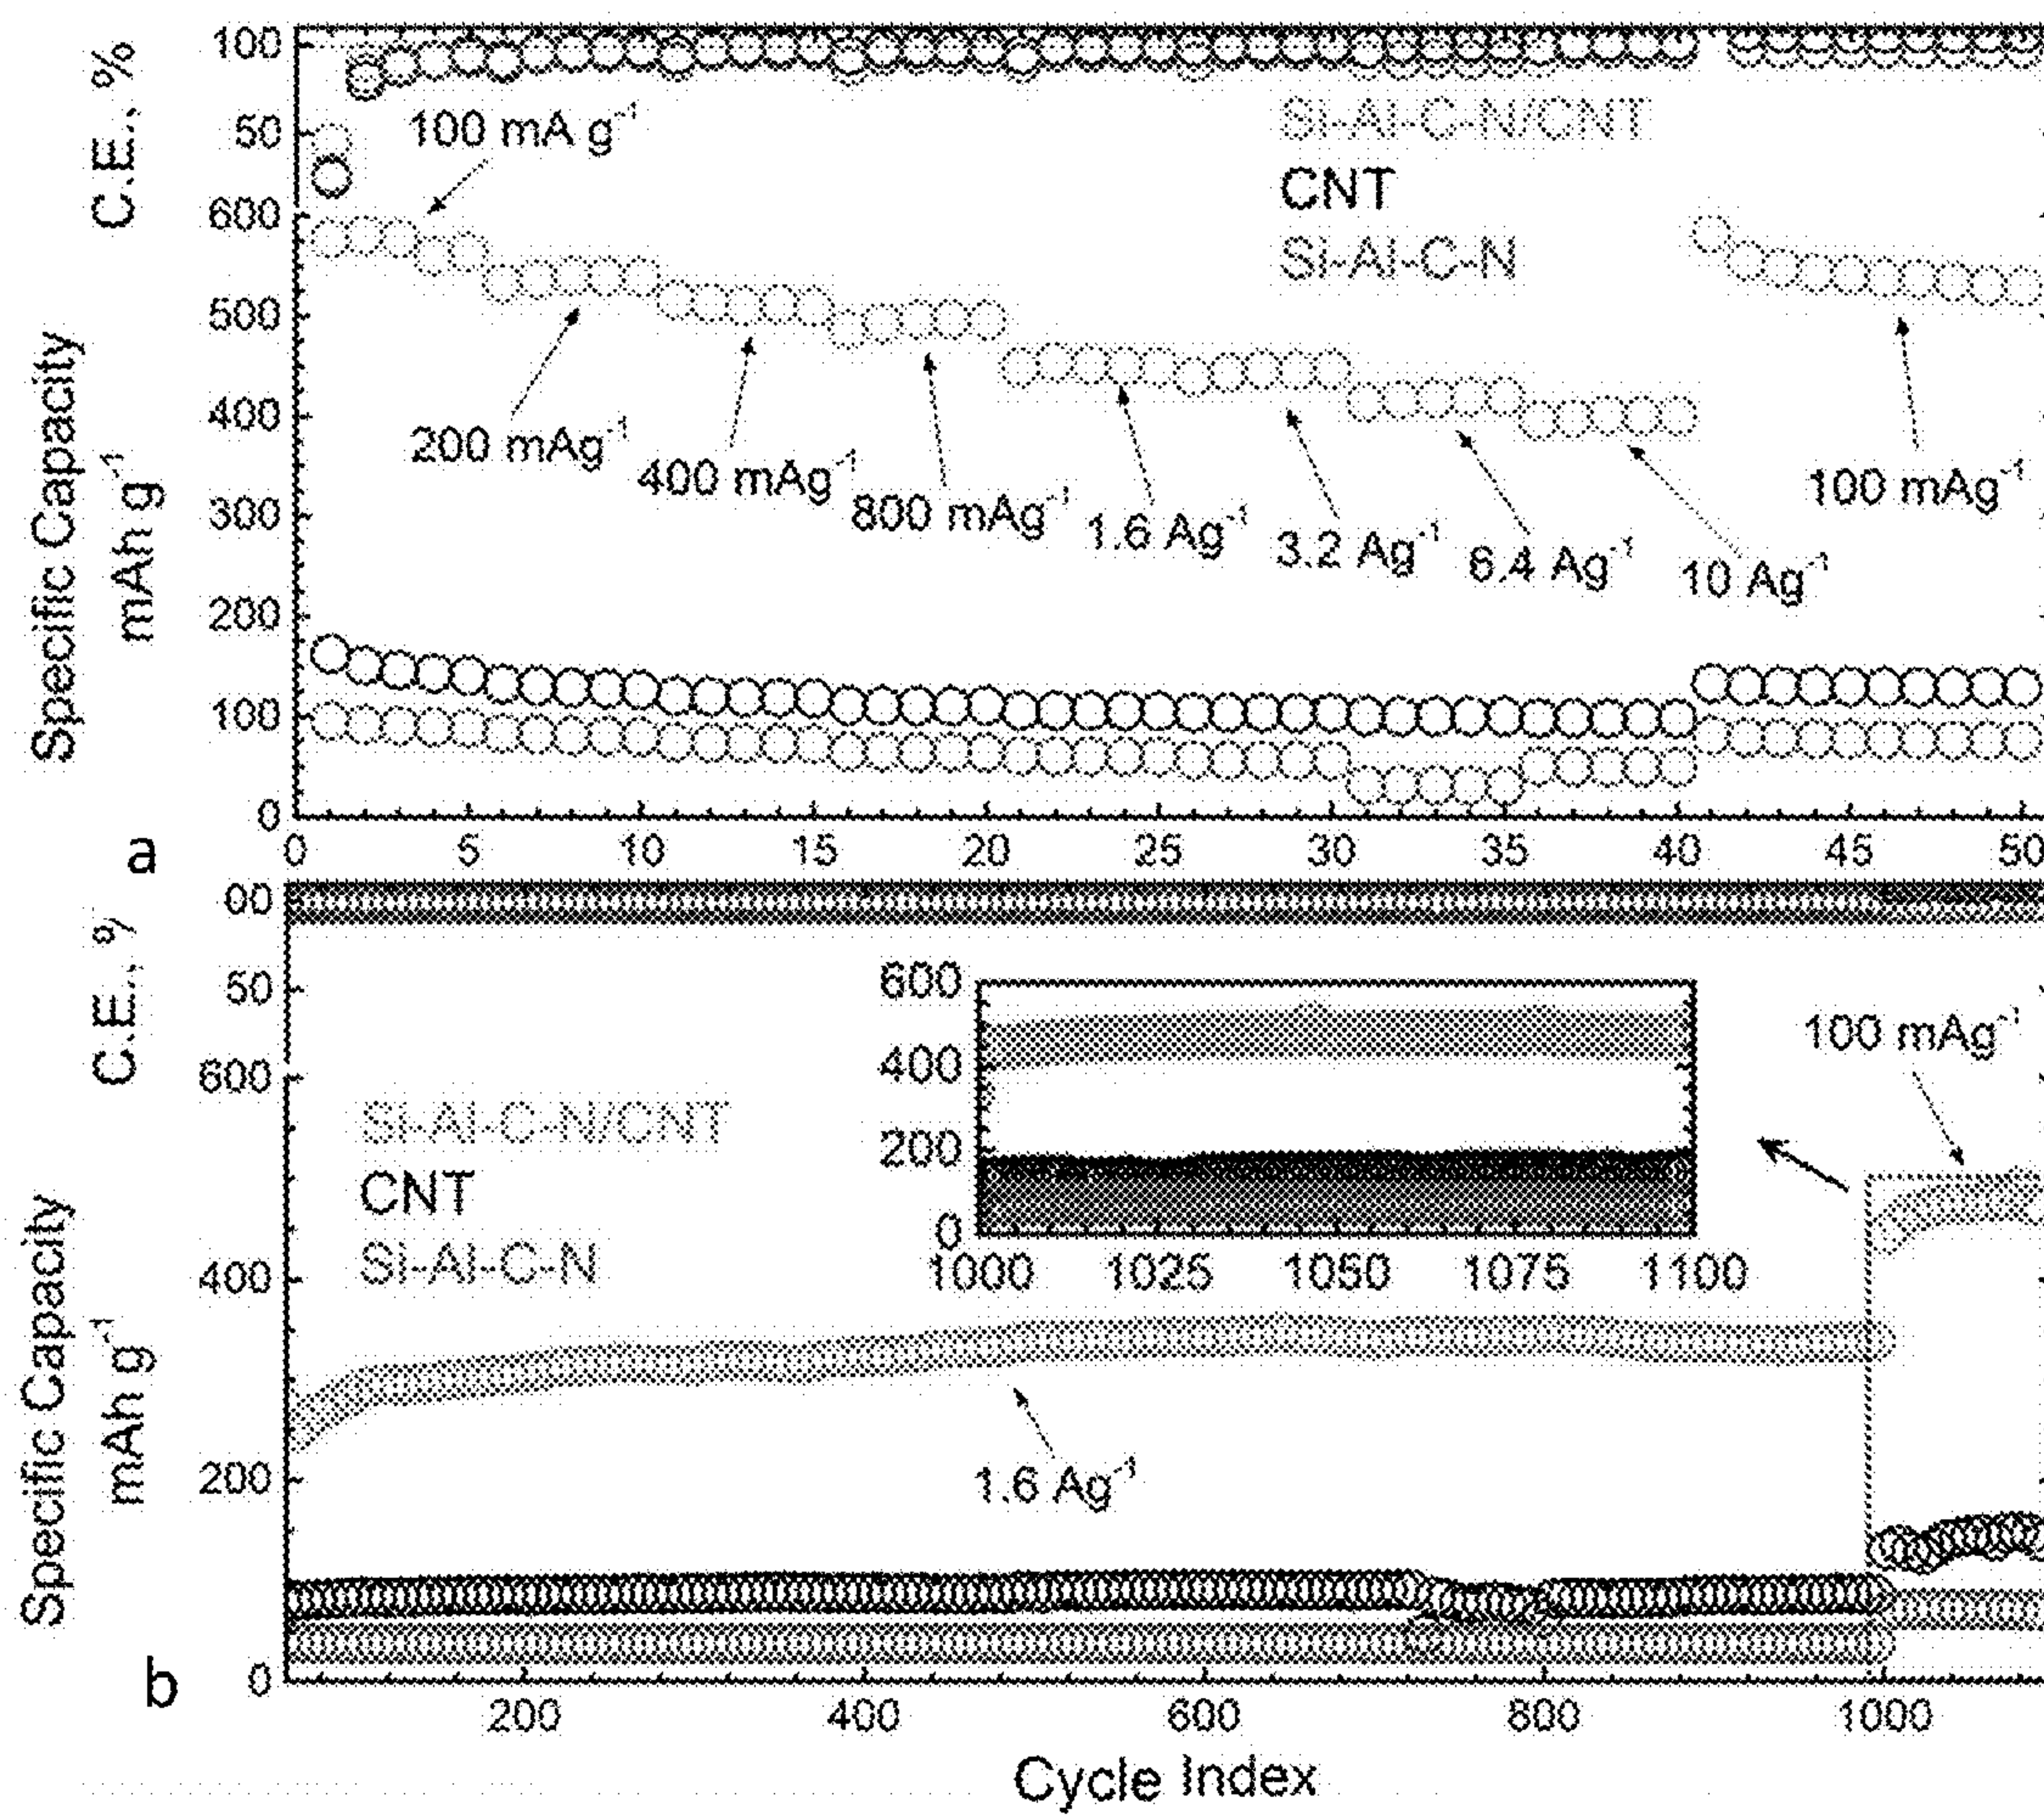 C.E., %
100
50
100 mA g⁻¹
Si-Al-C-N/CNT
CNT
Si-Al-C-N
Specific Capacity
mAh g⁻¹
600
500
400
300
200
100
0
200 mAg⁻¹
400 mAg⁻¹
800 mAg⁻¹
1.6 Ag⁻¹
3.2 Ag⁻¹
6.4 Ag⁻¹
10 Ag⁻¹
100 mAg⁻¹
a
0 5 10 15 20 25 30 35 40 45 50
C.E., %
00
50
Specific Capacity
mAh g⁻¹
600
400
200
0
Si-Al-C-N/CNT
CNT
Si-Al-C-N
600
400
200
0
1000 1025 1050 1075 1100
100 mAg⁻¹
1.6 Ag⁻¹
b
200 400 600 800 1000
Cycle Index